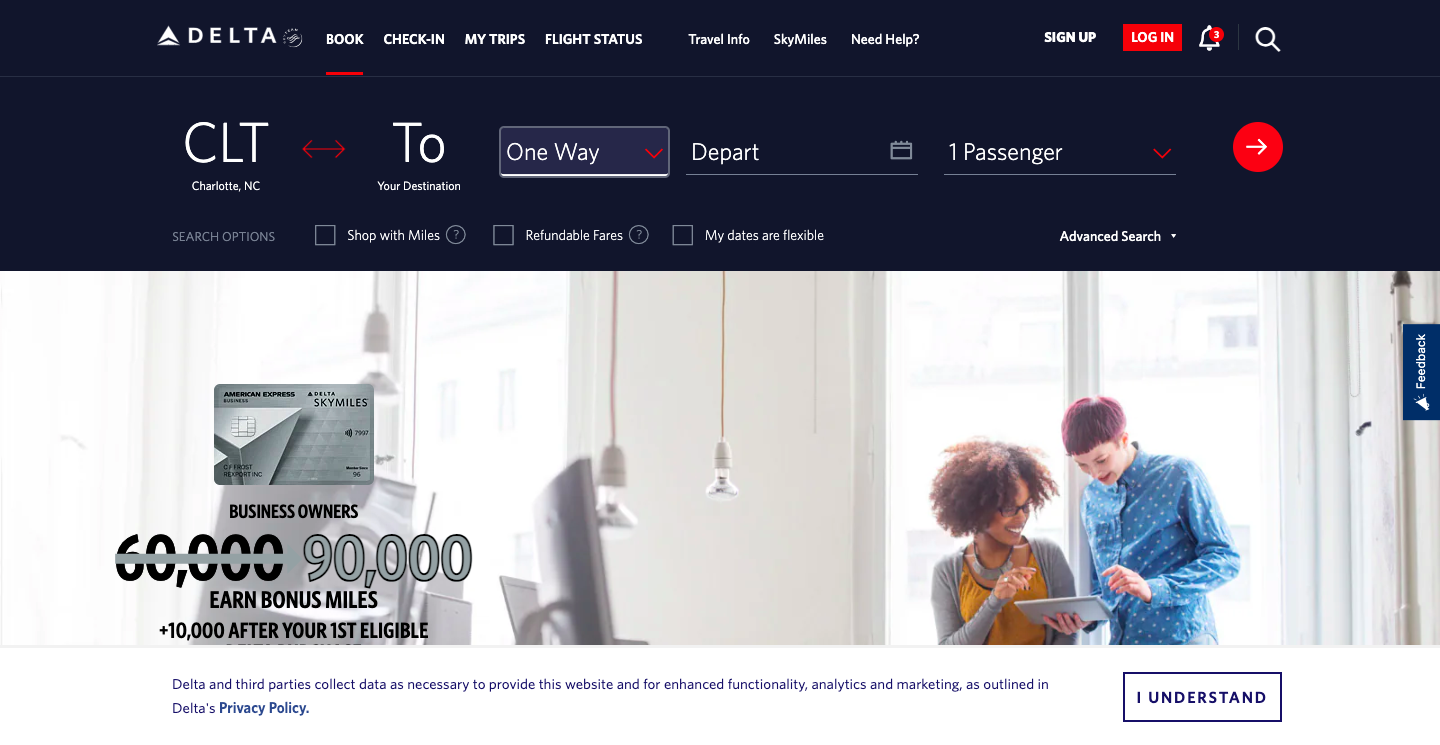 DELTA
BOOK CHECK-IN MY TRIPS FLIGHT STATUS Travel Info SkyMiles Need Help? SIGN UP LOG IN 3
CLT To One Way Depart 1 Passenger
Charlotte, NC Your Destination
SEARCH OPTIONS Shop with Miles ? Refundable Fares ? My dates are flexible Advanced Search
Feedback
AMERICAN EXPRESS DELTA
BUSINESS SKYMILES
7997
C F FROST
REXPORT INC 96
BUSINESS OWNERS
60,000 90,000
EARN BONUS MILES
+10,000 AFTER YOUR 1ST ELIGIBLE
Delta and third parties collect data as necessary to provide this website and for enhanced functionality, analytics and marketing, as outlined in
Delta's Privacy Policy.
I UNDERSTAND